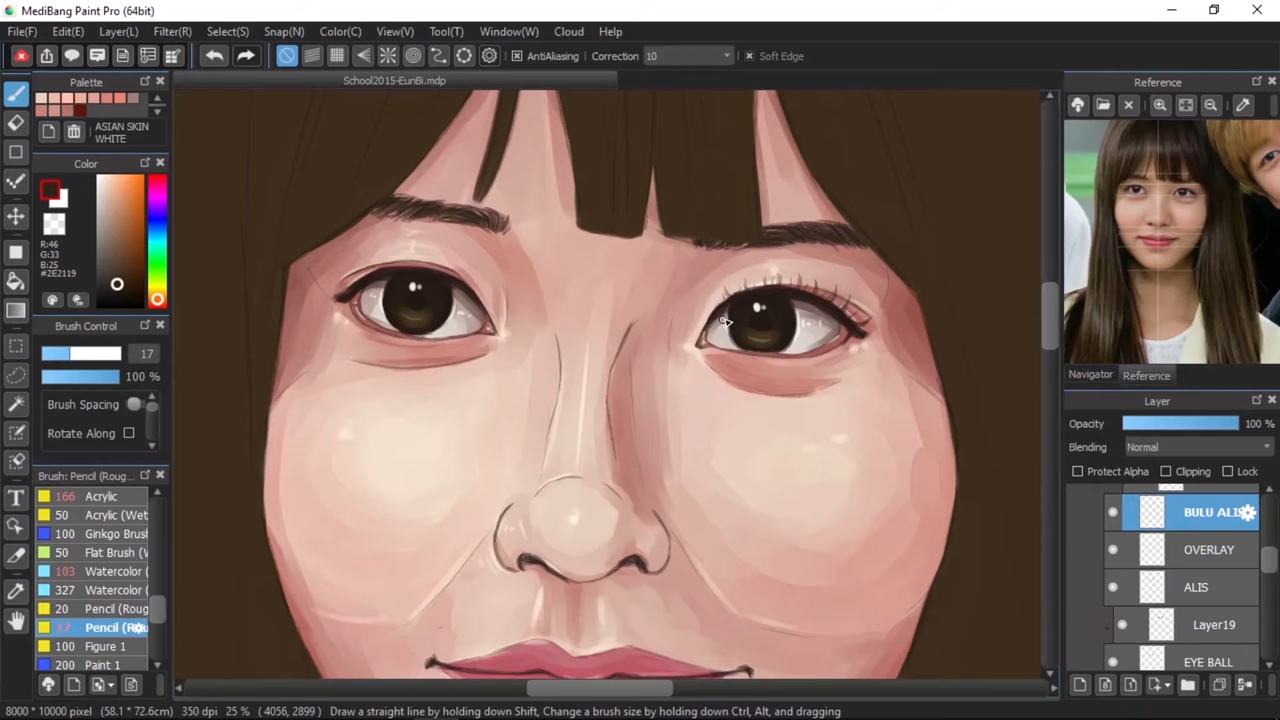 MediBang Paint Pro (64bit)
File(F) Edit(E) Layer(L) Filter(R) Select(S) Snap(N) Color(C) View(V) Tool(T) Window(W) Cloud Help
AntiAliasing Correction 10 Soft Edge
Palette
School2015-EunBi.mdp
Reference
ASIAN SKIN
WHITE
Color
R:46
G:33
B:25
#2E2119
Brush Control
17
100 %
Brush Spacing
Rotate Along
Navigator Reference
Layer
Opacity 100 %
Blending Normal
Protect Alpha Clipping Lock
Brush: Pencil (Roug...
166 Acrylic
50 Acrylic (Wet
100 Ginkgo Brush
50 Flat Brush (V
103 Watercolor (
327 Watercolor (
20 Pencil (Roug
17 Pencil (Rou
100 Figure 1
200 Paint 1
BULU ALIS
OVERLAY
ALIS
Layer19
EYE BALL
8000 * 10000 pixel (58.1 * 72.6cm) 350 dpi 25 % ( 4056, 2899 ) Draw a straight line by holding down Shift, Change a brush size by holding down Ctrl, Alt, and dragging